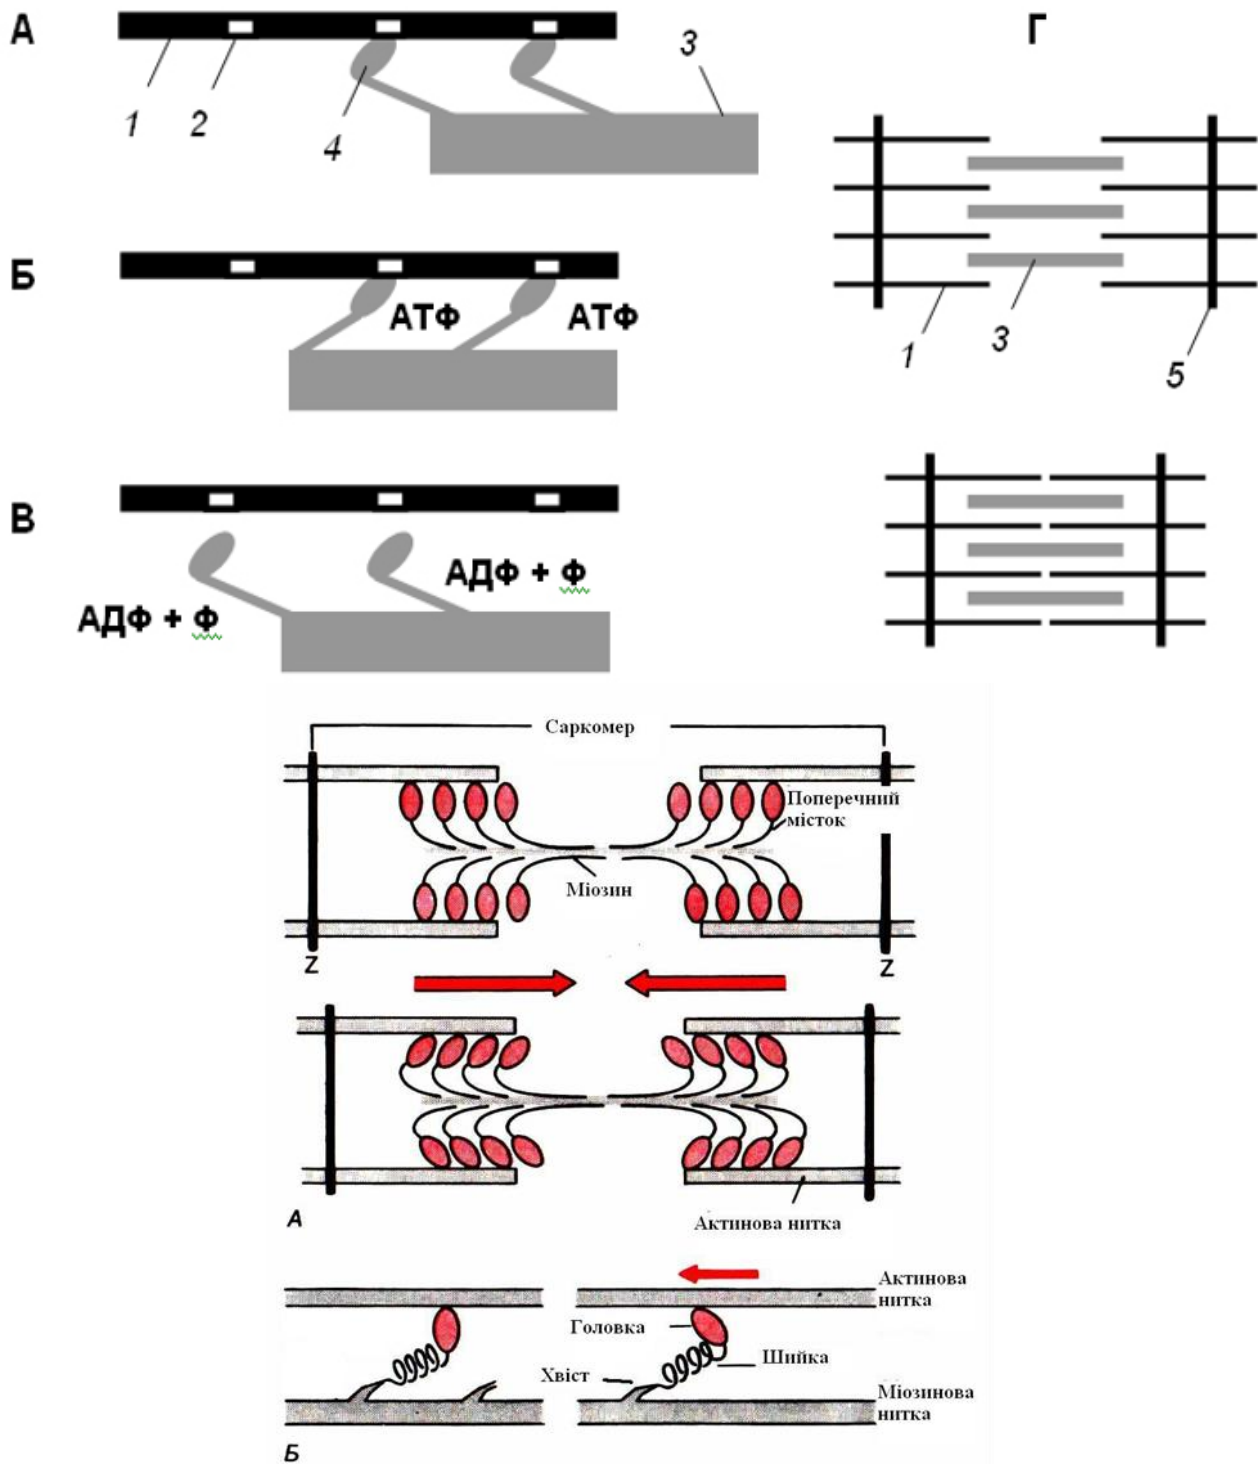 А
Г
3
1
2
4
Б
АТФ
АТФ
1
3
5
В
АДФ + Ф
АДФ + Ф
Саркомер
Поперечний
місток
Міозин
Z
Z
Актинова нитка
А
Актинова
нитка
Головка
Шийка
Хвіст
Міозинова
нитка
Б